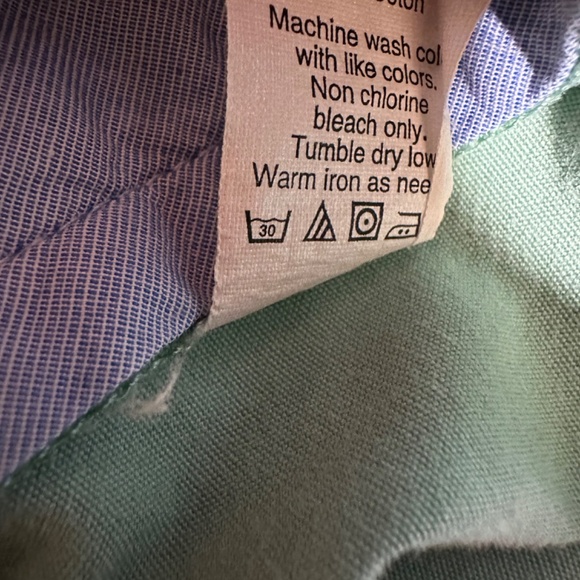 Machine wash col
with like colors.
Non chlorine
bleach only.
Tumble dry low
Warm iron as nee
30